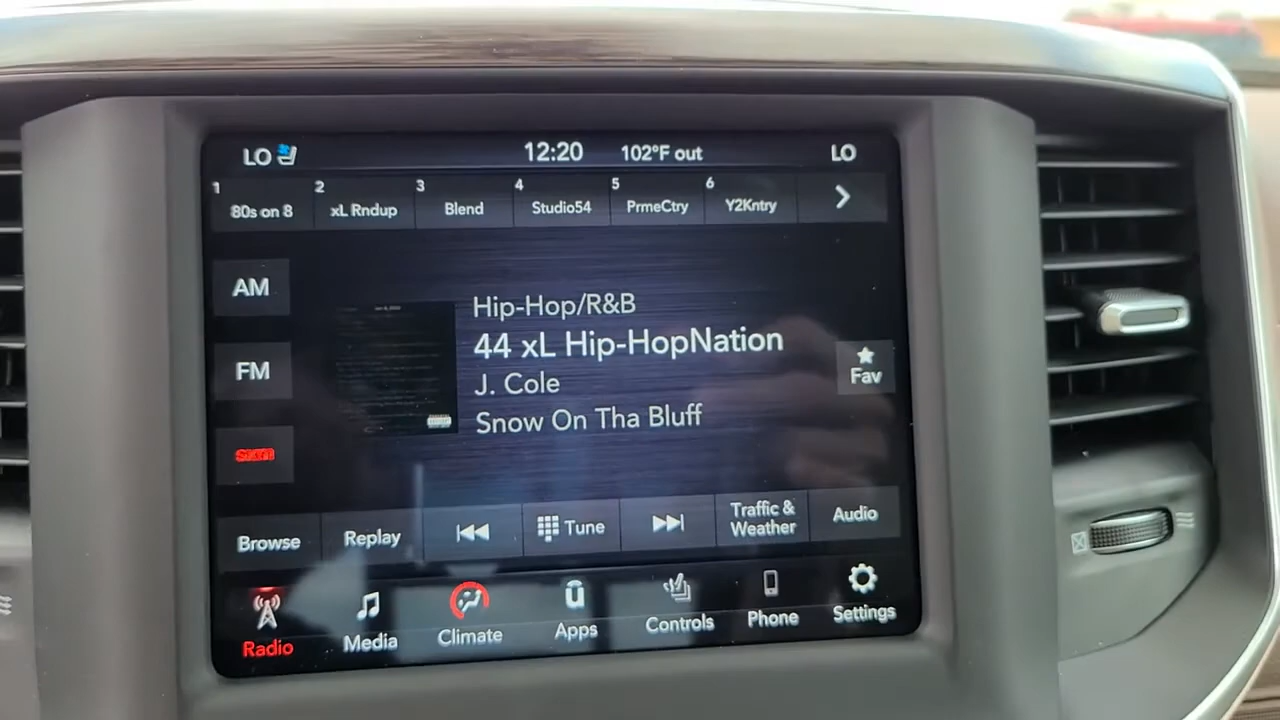 LO 12:20 102°F out LO
1 80s on 8 2 xL Rndup 3 Blend 4 Studio54 5 PrmeCtry 6 Y2Kntry
AM
FM
SXM
Hip-Hop/R&B
44 xL Hip-HopNation
J. Cole
Snow On Tha Bluff
Fav
Browse Replay Tune Traffic & Weather Audio
Radio Media Climate Apps Controls Phone Settings